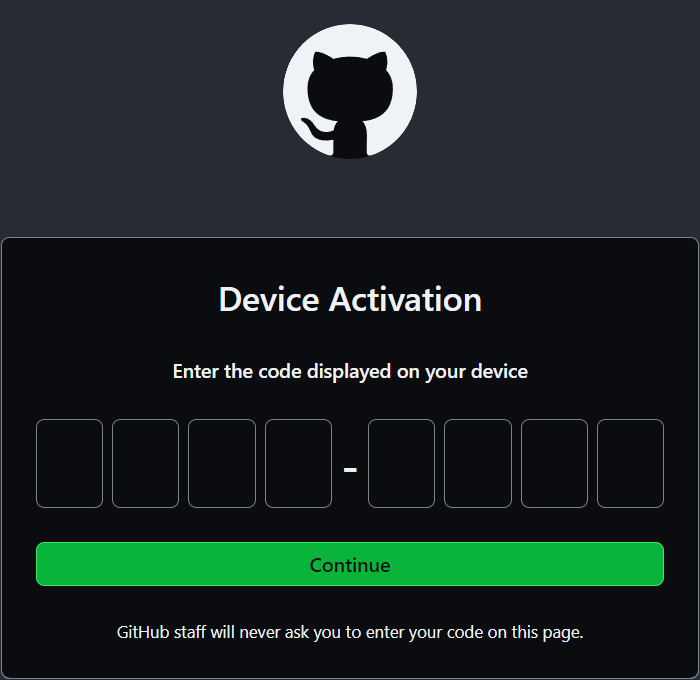 Device Activation
Enter the code displayed on your device
-
Continue
GitHub staff will never ask you to enter your code on this page.